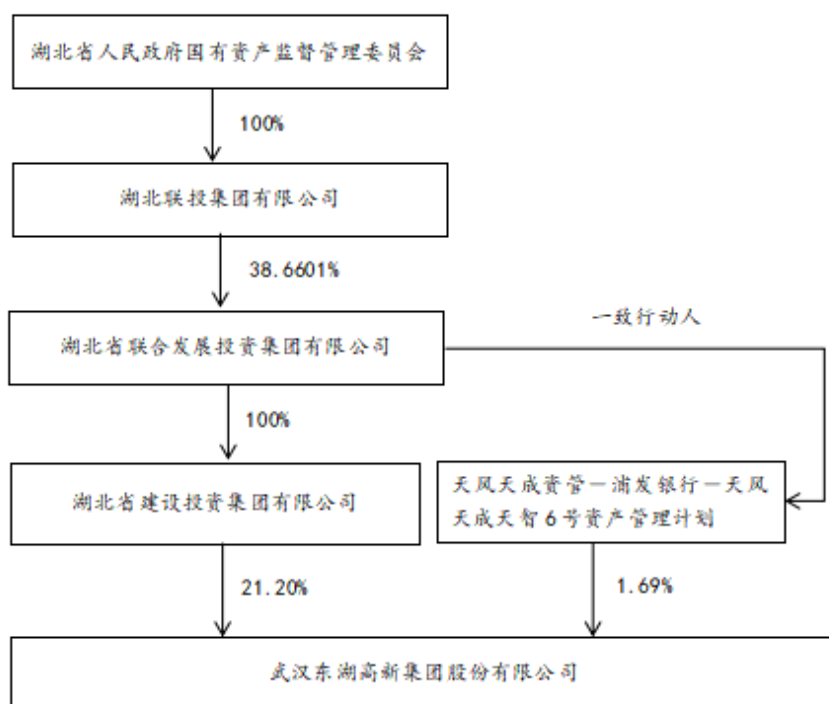 湖北省人民政府国有资产监督管理委员会
100%
湖北联投集团有限公司
38.6601%
一致行动人
湖北省联合发展投资集团有限公司
100%
湖北省建设投资集团有限公司
天风天成资管－浦发银行－天风
天成天智6号资产管理计划
21.20%
1.69%
武汉东湖高新集团股份有限公司